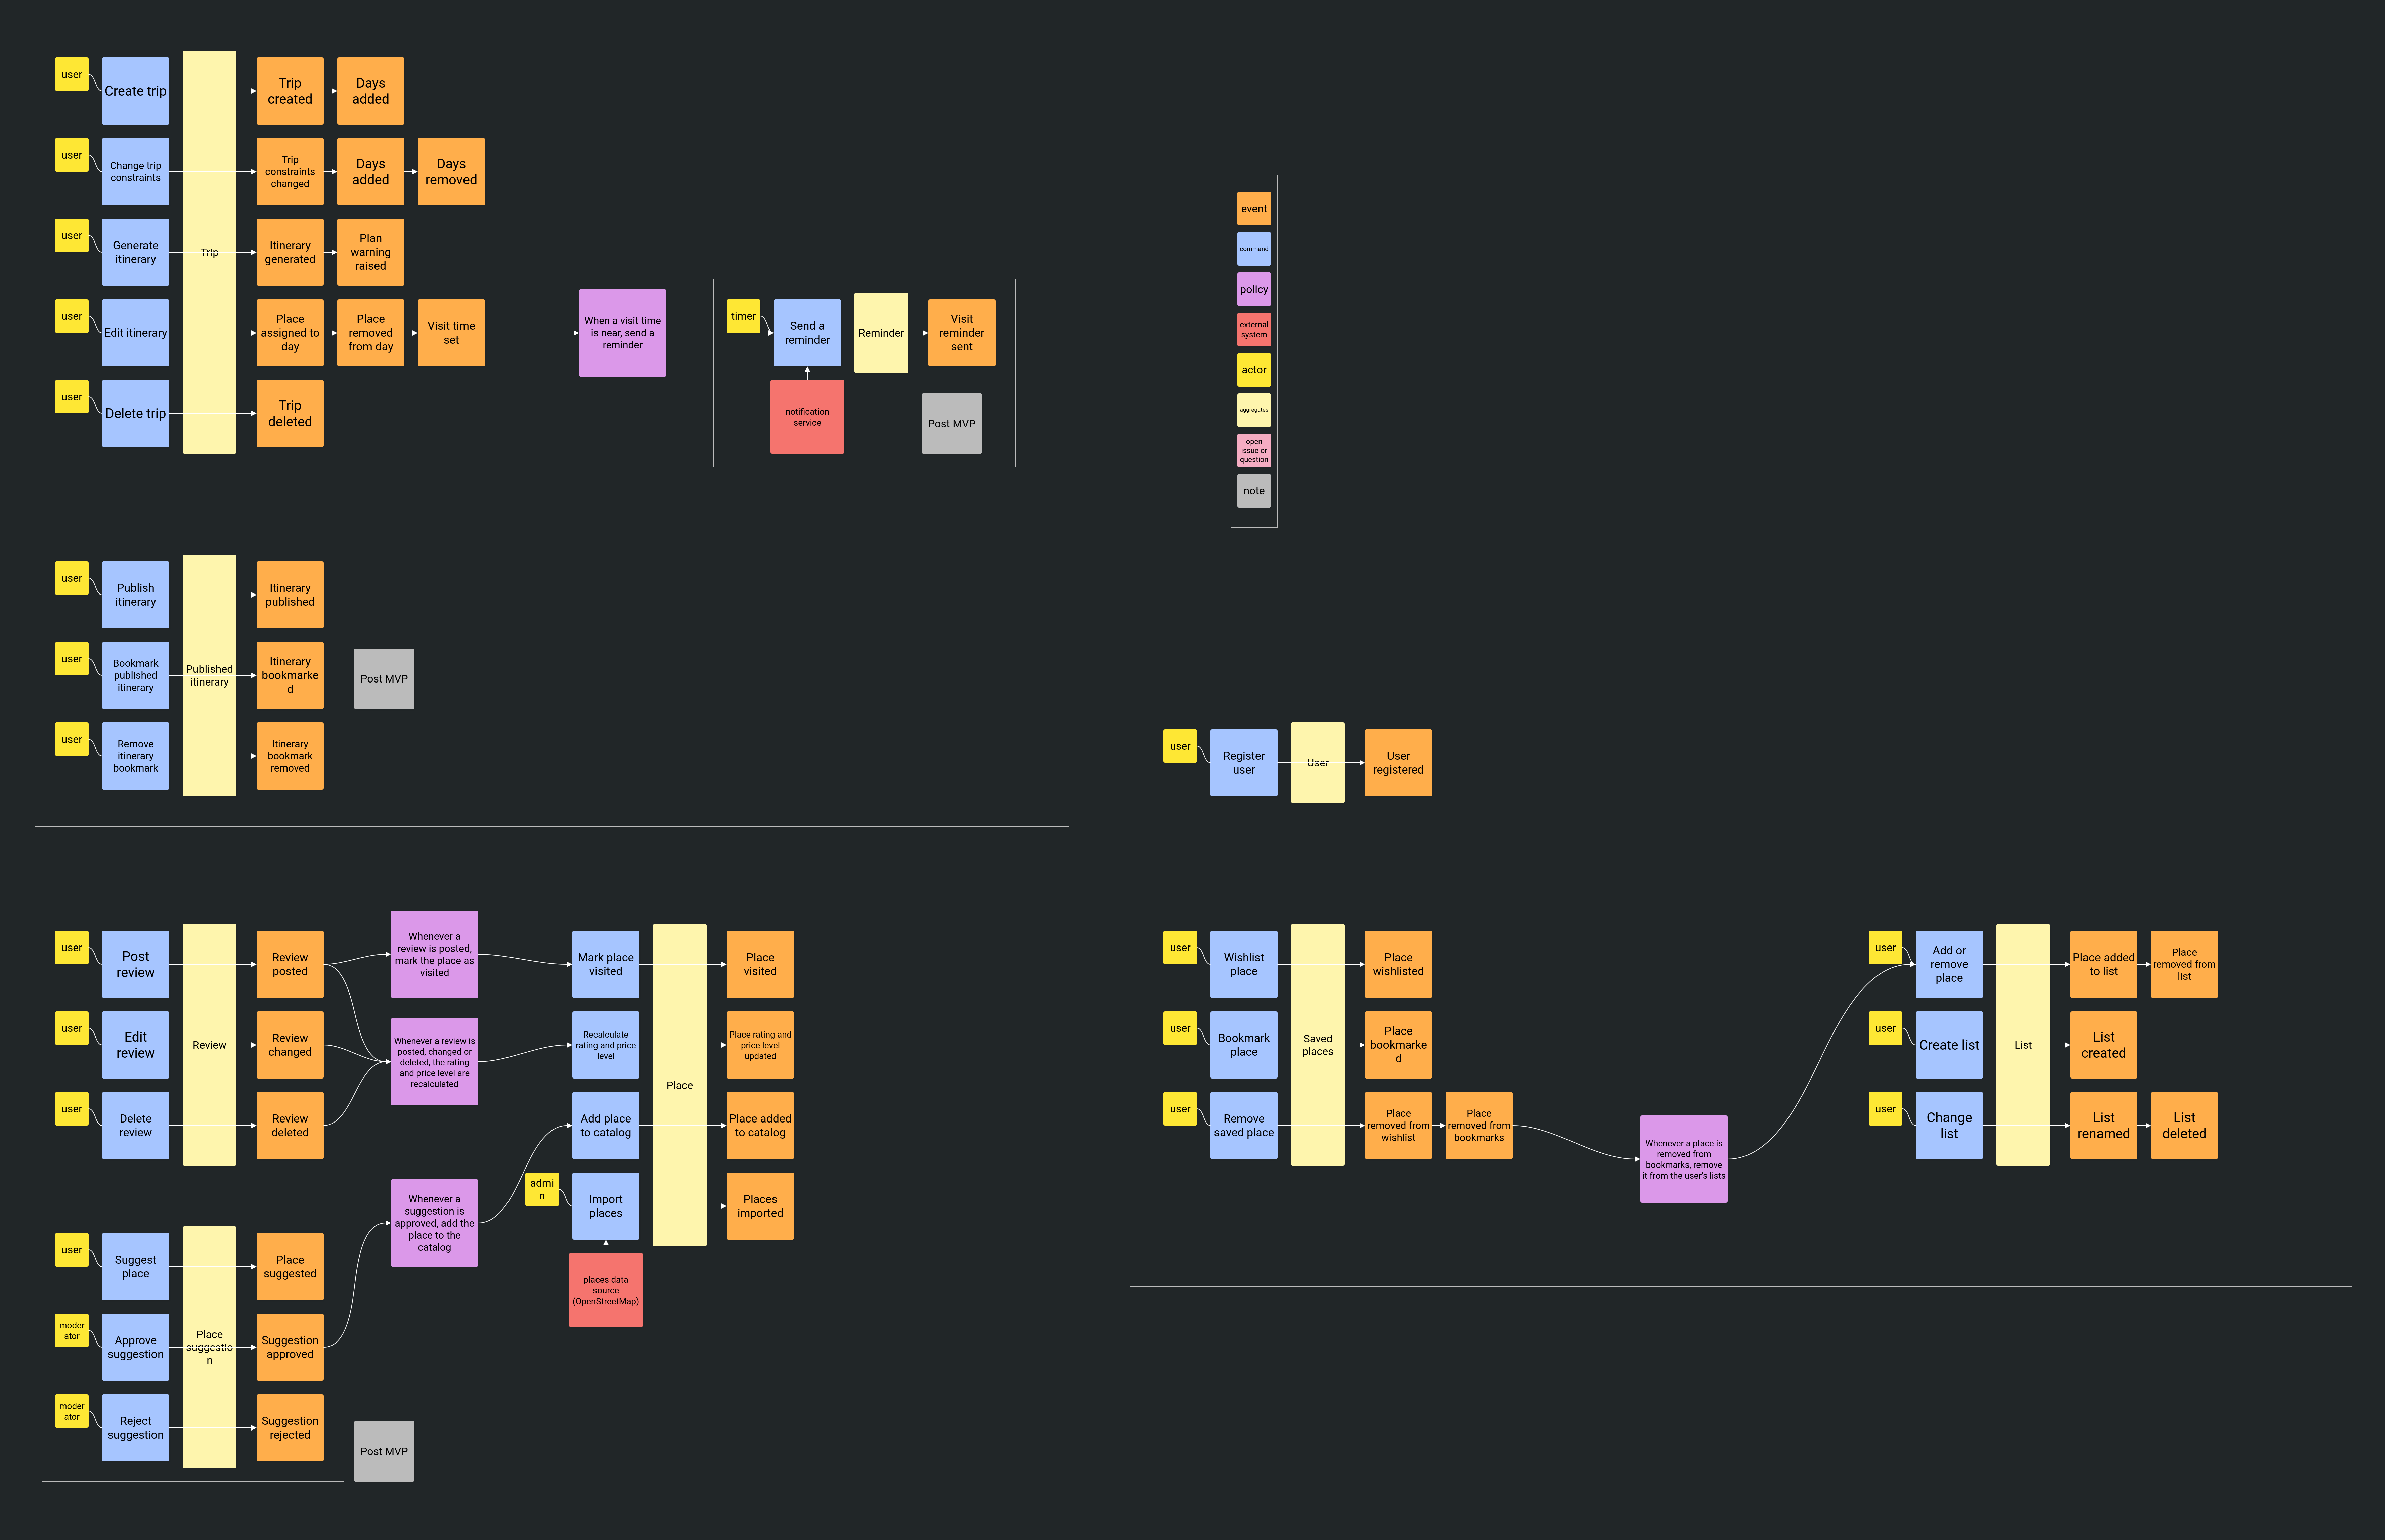 user
Create trip
Trip
created
Days
added
user
Change trip
constraints
Trip
constraints
changed
Days
added
Days
removed
user
Generate
itinerary
Trip
Itinerary
generated
Plan
warning
raised
user
Edit itinerary
Place
assigned to
day
Place
removed
from day
Visit time
set
When a visit time
is near, send a
reminder
timer
Send a
reminder
Reminder
Visit
reminder
sent
notification
service
Post MVP
user
Delete trip
Trip
deleted
user
Publish
itinerary
Itinerary
published
user
Bookmark
published
itinerary
Published
itinerary
Itinerary
bookmarke
d
Post MVP
user
Remove
itinerary
bookmark
Itinerary
bookmark
removed
event
command
policy
external
system
actor
aggregates
open
issue or
question
note
user
Register
user
User
User
registered
user
Wishlist
place
Place
wishlisted
user
Bookmark
place
Saved
places
Place
bookmarke
d
user
Remove
saved place
Place
removed from
wishlist
Place
removed from
bookmarks
Whenever a place is
removed from
bookmarks, remove
it from the user's lists
user
Add or
remove
place
Place added
to list
Place
removed from
list
user
Create list
List
List
created
user
Change
list
List
renamed
List
deleted
user
Post
review
Review
posted
Whenever a
review is posted,
mark the place as
visited
Mark place
visited
Place
visited
user
Edit
review
Review
Review
changed
Whenever a review is
posted, changed or
deleted, the rating
and price level are
recalculated
Recalculate
rating and price
level
Place
Place rating and
price level
updated
user
Delete
review
Review
deleted
Add place
to catalog
Place added
to catalog
Whenever a
suggestion is
approved, add the
place to the
catalog
admi
n
Import
places
Places
imported
places data
source
(OpenStreetMap)
user
Suggest
place
Place
suggested
moder
ator
Approve
suggestion
Place
suggestio
n
Suggestion
approved
moder
ator
Reject
suggestion
Suggestion
rejected
Post MVP